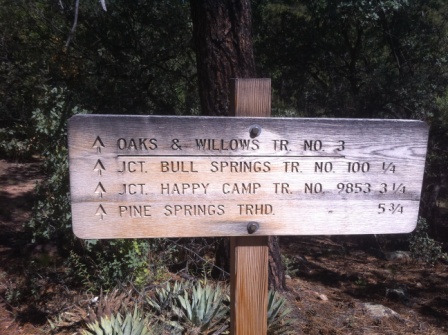 OAKS & WILLOWS TR. NO. 3
JCT. BULL SPRINGS TR. NO. 100 1/4
JCT. HAPPY CAMP TR. NO. 9853 3 1/4
PINE SPRINGS TRHD. 5 3/4